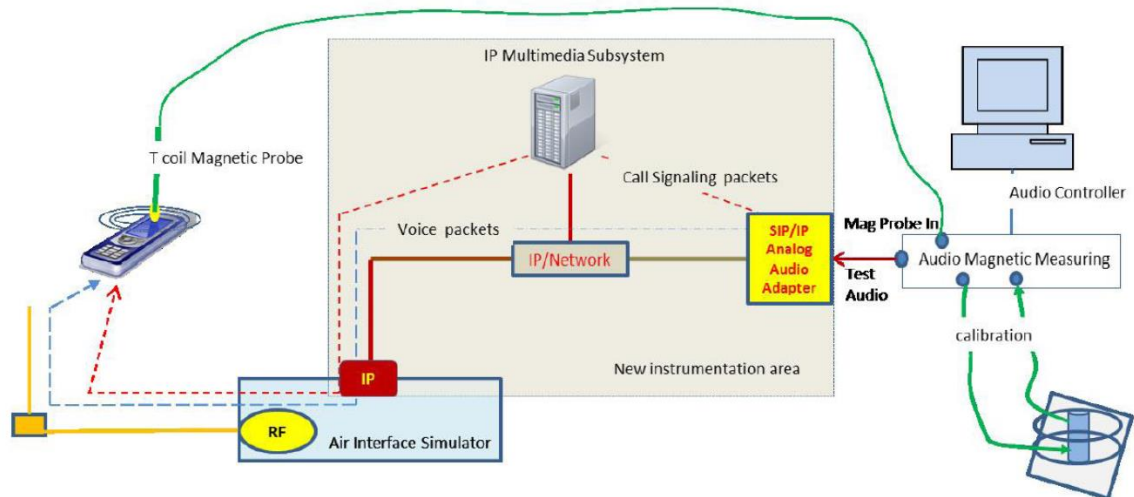 IP Multimedia Subsystem
T coil Magnetic Probe
Call Signaling packets
Audio Controller
Voice packets
IP/Network
SIP/IP
Analog
Audio
Adapter
Mag Probe In
Test
Audio
Audio Magnetic Measuring
calibration
New instrumentation area
IP
RF
Air Interface Simulator